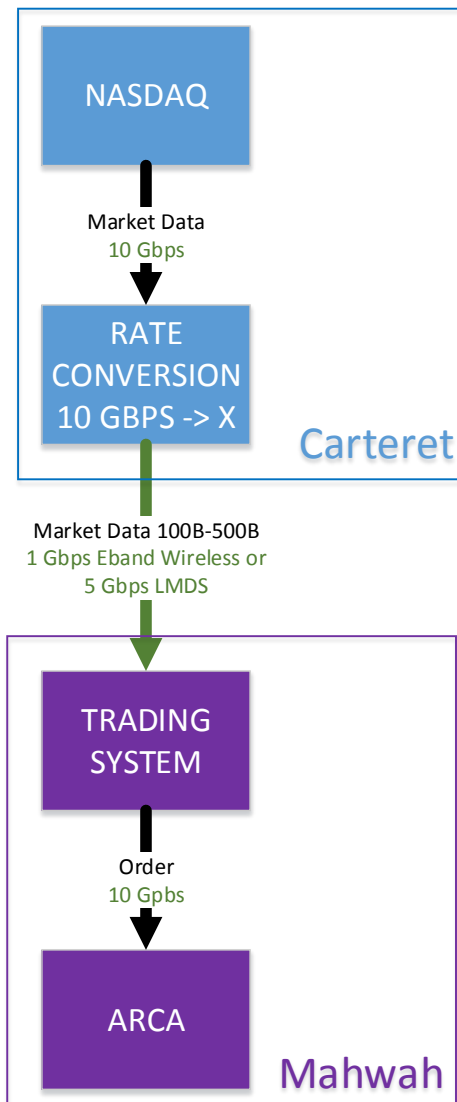 NASDAQ
Market Data
10 Gbps
RATE
CONVERSION
10 GBPS -> X
Carteret
Market Data 100B-500B
1 Gbps Eband Wireless or
5 Gbps LMDS
TRADING
SYSTEM
Order
10 Gpbs
ARCA
Mahwah